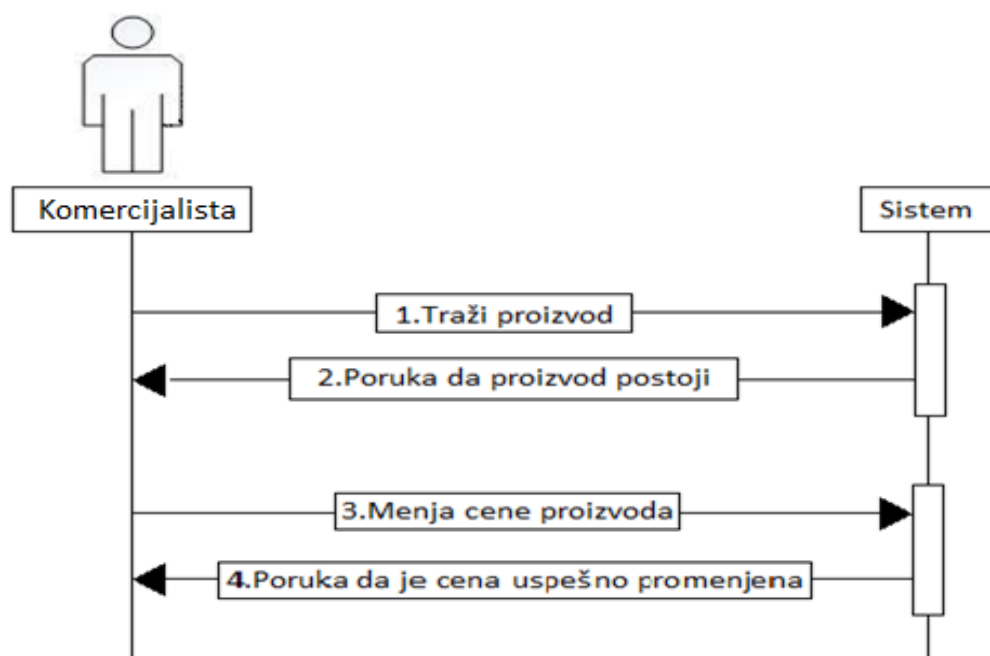 Komercijalista
Sistem
1.Traži proizvod
2.Poruka da proizvod postoji
3.Menja cene proizvoda
4.Poruka da je cena uspešno promenjena